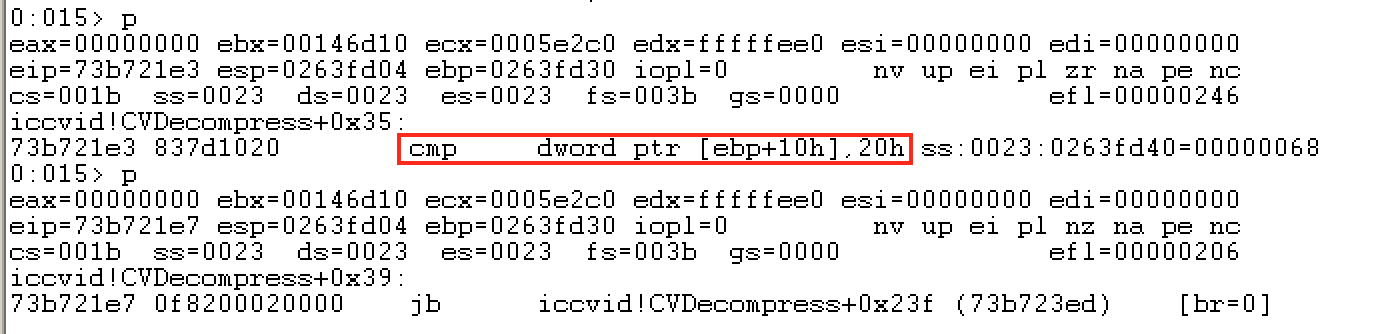 0:015> p
eax=00000000 ebx=00146d10 ecx=0005e2c0 edx=fffffee0 esi=00000000 edi=00000000
eip=73b721e3 esp=0263fd04 ebp=0263fd30 iopl=0         nv up ei pl zr na pe nc
cs=001b  ss=0023  ds=0023  es=0023  fs=003b  gs=0000             efl=00000246
iccvid!CVDecompress+0x35:
73b721e3 837d1020        cmp     dword ptr [ebp+10h],20h ss:0023:0263fd40=00000068
0:015> p
eax=00000000 ebx=00146d10 ecx=0005e2c0 edx=fffffee0 esi=00000000 edi=00000000
eip=73b721e7 esp=0263fd04 ebp=0263fd30 iopl=0         nv up ei pl nz na pe nc
cs=001b  ss=0023  ds=0023  es=0023  fs=003b  gs=0000             efl=00000206
iccvid!CVDecompress+0x39:
73b721e7 0f8200020000    jb      iccvid!CVDecompress+0x23f (73b723ed)    [br=0]